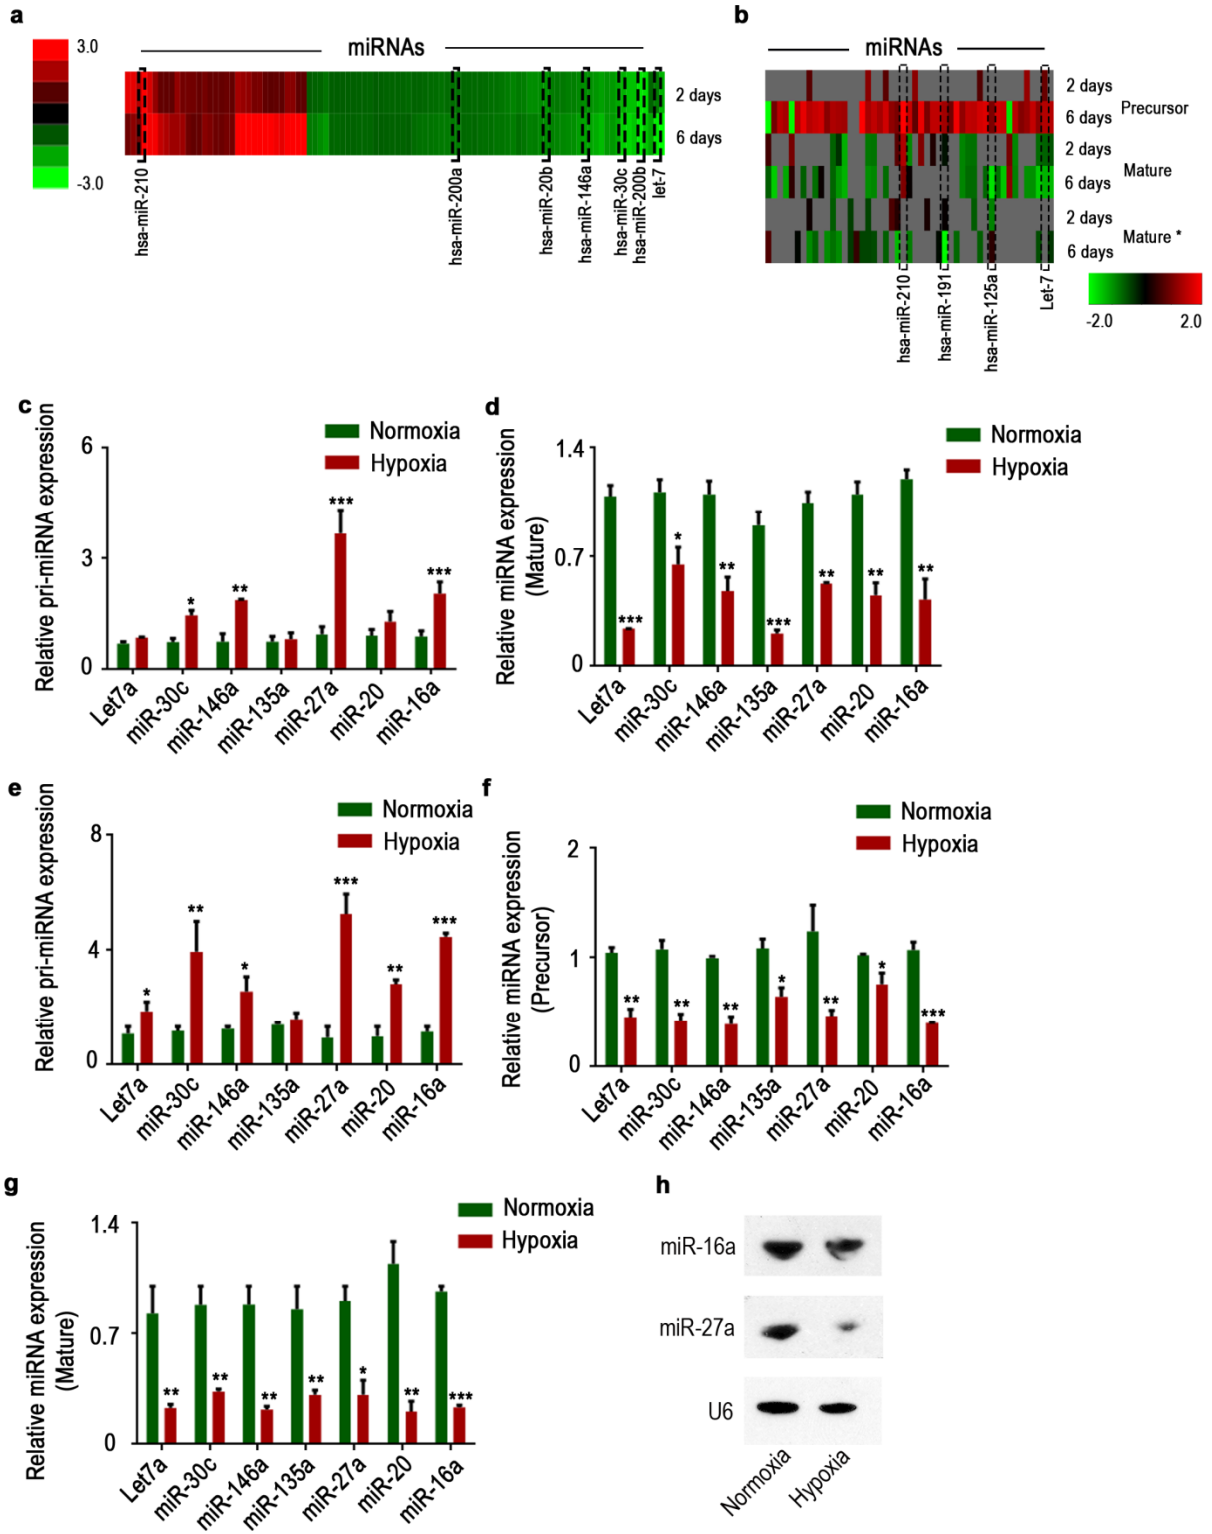 a
3.0
-3.0
miRNAs
2 days
6 days
hsa-miR-210
hsa-miR-200a
hsa-miR-20b
hsa-miR-146a
hsa-miR-30c
hsa-miR-200b
let-7
b
miRNAs
2 days
6 days
Precursor
2 days
6 days
Mature
2 days
6 days
Mature *
hsa-miR-210
hsa-miR-191
hsa-miR-125a
Let-7
-2.0
2.0
c
Relative pri-miRNA expression
Normoxia
Hypoxia
6
3
0
*
**
***
***
Let7a
miR-30c
miR-146a
miR-135a
miR-27a
miR-20
miR-16a
d
Relative miRNA expression
(Mature)
Normoxia
Hypoxia
1.4
0.7
0
***
*
**
***
**
**
**
Let7a
miR-30c
miR-146a
miR-135a
miR-27a
miR-20
miR-16a
e
Relative pri-miRNA expression
Normoxia
Hypoxia
8
4
0
*
**
*
***
**
***
Let7a
miR-30c
miR-146a
miR-135a
miR-27a
miR-20
miR-16a
f
Relative miRNA expression
(Precursor)
Normoxia
Hypoxia
2
1
0
**
**
**
*
**
*
***
Let7a
miR-30c
miR-146a
miR-135a
miR-27a
miR-20
miR-16a
g
Relative miRNA expression
(Mature)
Normoxia
Hypoxia
1.4
0.7
0
**
**
**
**
*
**
***
Let7a
miR-30c
miR-146a
miR-135a
miR-27a
miR-20
miR-16a
h
miR-16a
miR-27a
U6
Normoxia
Hypoxia